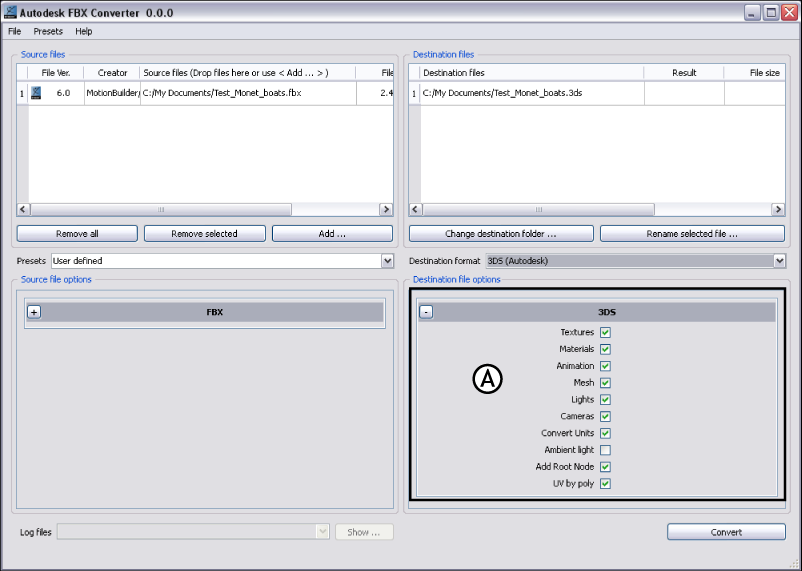 Autodesk FBX Converter 0.0.0
File Presets Help
Source files
File Ver. Creator Source files (Drop files here or use < Add ... > ) File
1 6.0 MotionBuilder/ C:/My Documents/Test_Monet_boats.fbx 2.4
Remove all Remove selected Add ...
Destination files
Destination files Result File size
1 C:/My Documents/Test_Monet_boats.3ds
Change destination folder ... Rename selected file ...
Presets User defined
Destination format 3DS (Autodesk)
Source file options
+ FBX
Destination file options
- 3DS
Textures
Materials
Animation
A
Mesh
Lights
Cameras
Convert Units
Ambient light
Add Root Node
UV by poly
Log files Show ...
Convert